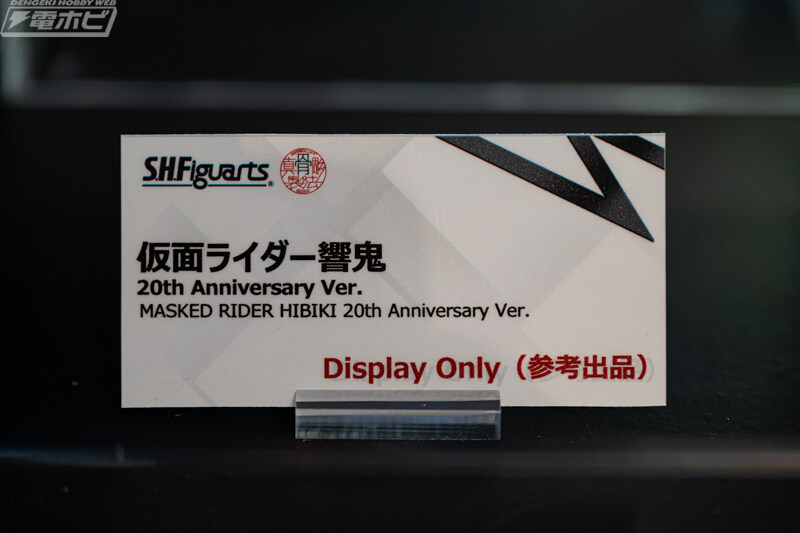 DENGEKI HOBBY WEB
電ホビ
S.H.Figuarts®
真骨彫製法
仮面ライダー響鬼
20th Anniversary Ver.
MASKED RIDER HIBIKI 20th Anniversary Ver.
Display Only（参考出品）